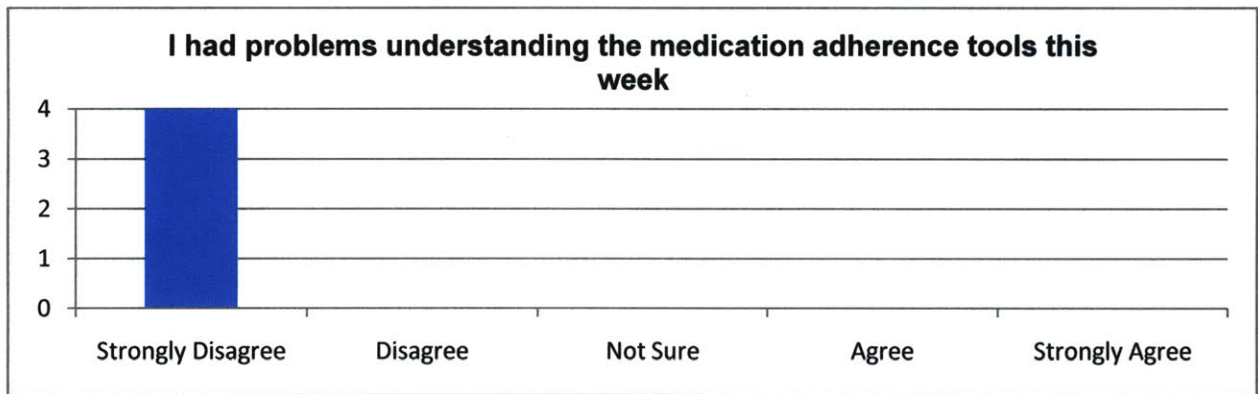 I had problems understanding the medication adherence tools this
week
4
3
2
1
0
Strongly Disagree Disagree Not Sure Agree Strongly Agree